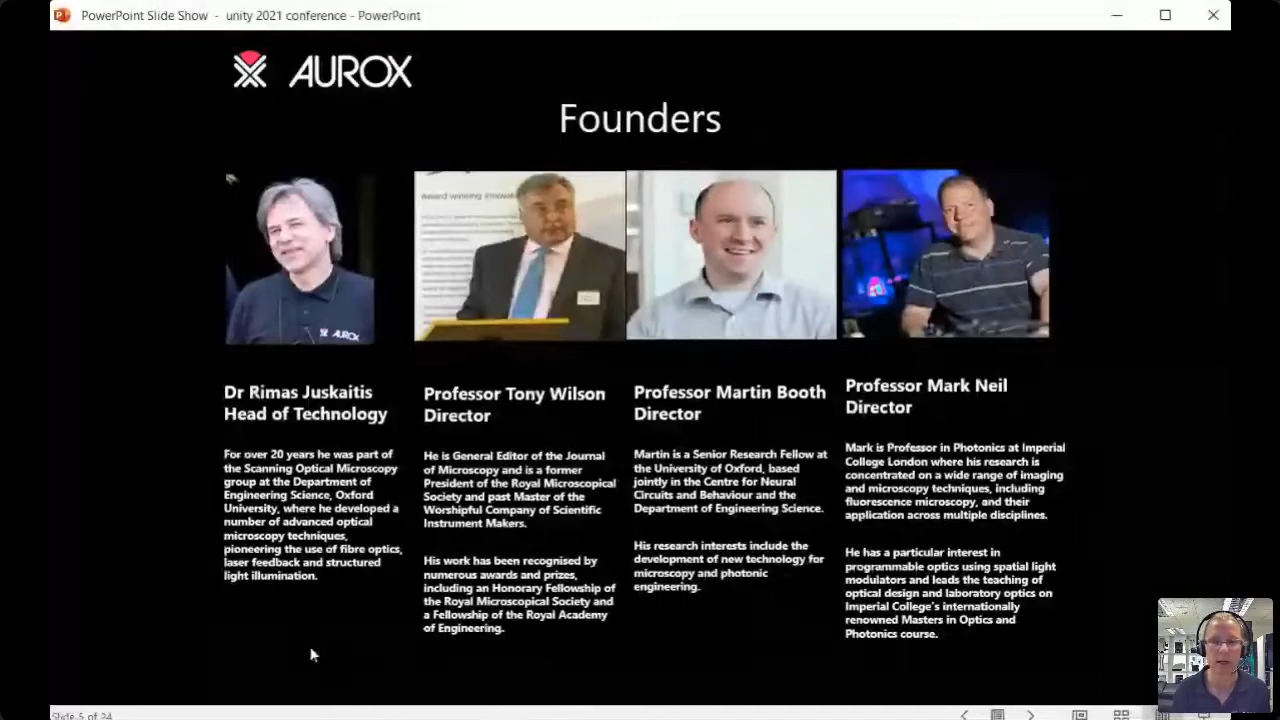 PowerPoint Slide Show - unity 2021 conference - PowerPoint
AUROX
Founders
Award winning
AUROX
Dr Rimas Juskaitis
Head of Technology
For over 20 years he was part of
the Scanning Optical Microscopy
group at the Department of
Engineering Science, Oxford
University, where he developed a
number of advanced optical
microscopy techniques,
pioneering the use of fibre optics,
laser feedback and structured
light illumination.
Professor Tony Wilson
Director
He is General Editor of the Journal
of Microscopy and is a former
President of the Royal Microscopical
Society and past Master of the
Worshipful Company of Scientific
Instrument Makers.
His work has been recognised by
numerous awards and prizes,
including an Honorary Fellowship of
the Royal Microscopical Society and
a Fellowship of the Royal Academy
of Engineering.
Professor Martin Booth
Director
Martin is a Senior Research Fellow at
the University of Oxford, based
jointly in the Centre for Neural
Circuits and Behaviour and the
Department of Engineering Science.
His research interests include the
development of new technology for
microscopy and photonic
engineering.
Professor Mark Neil
Director
Mark is Professor in Photonics at Imperial
College London where his research is
concentrated on a wide range of imaging
and microscopy techniques, including
fluorescence microscopy, and their
application across multiple disciplines.
He has a particular interest in
programmable optics using spatial light
modulators and leads the teaching of
optical design and laboratory optics on
Imperial College's internationally
renowned Masters in Optics and
Photonics course.
Slide 5 of 24